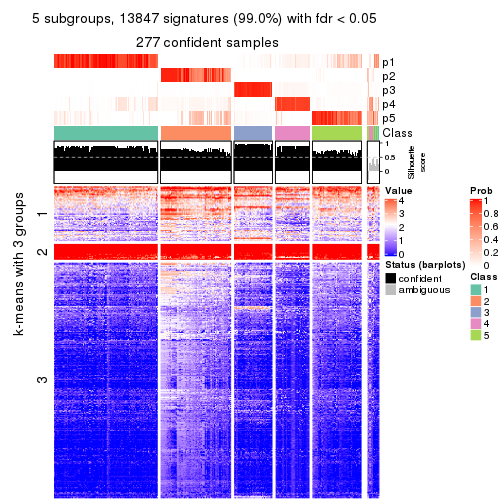 5 subgroups, 13847 signatures (99.0%) with fdr < 0.05
277 confident samples
p1
p2
p3
p4
p5
Class
1
0.5
0
Silhouette
score
k-means with 3 groups
1
2
3
Value
4
3
2
1
0
Status (barplots)
confident
ambiguous
Prob
1
0.8
0.6
0.4
0.2
0
Class
1
2
3
4
5